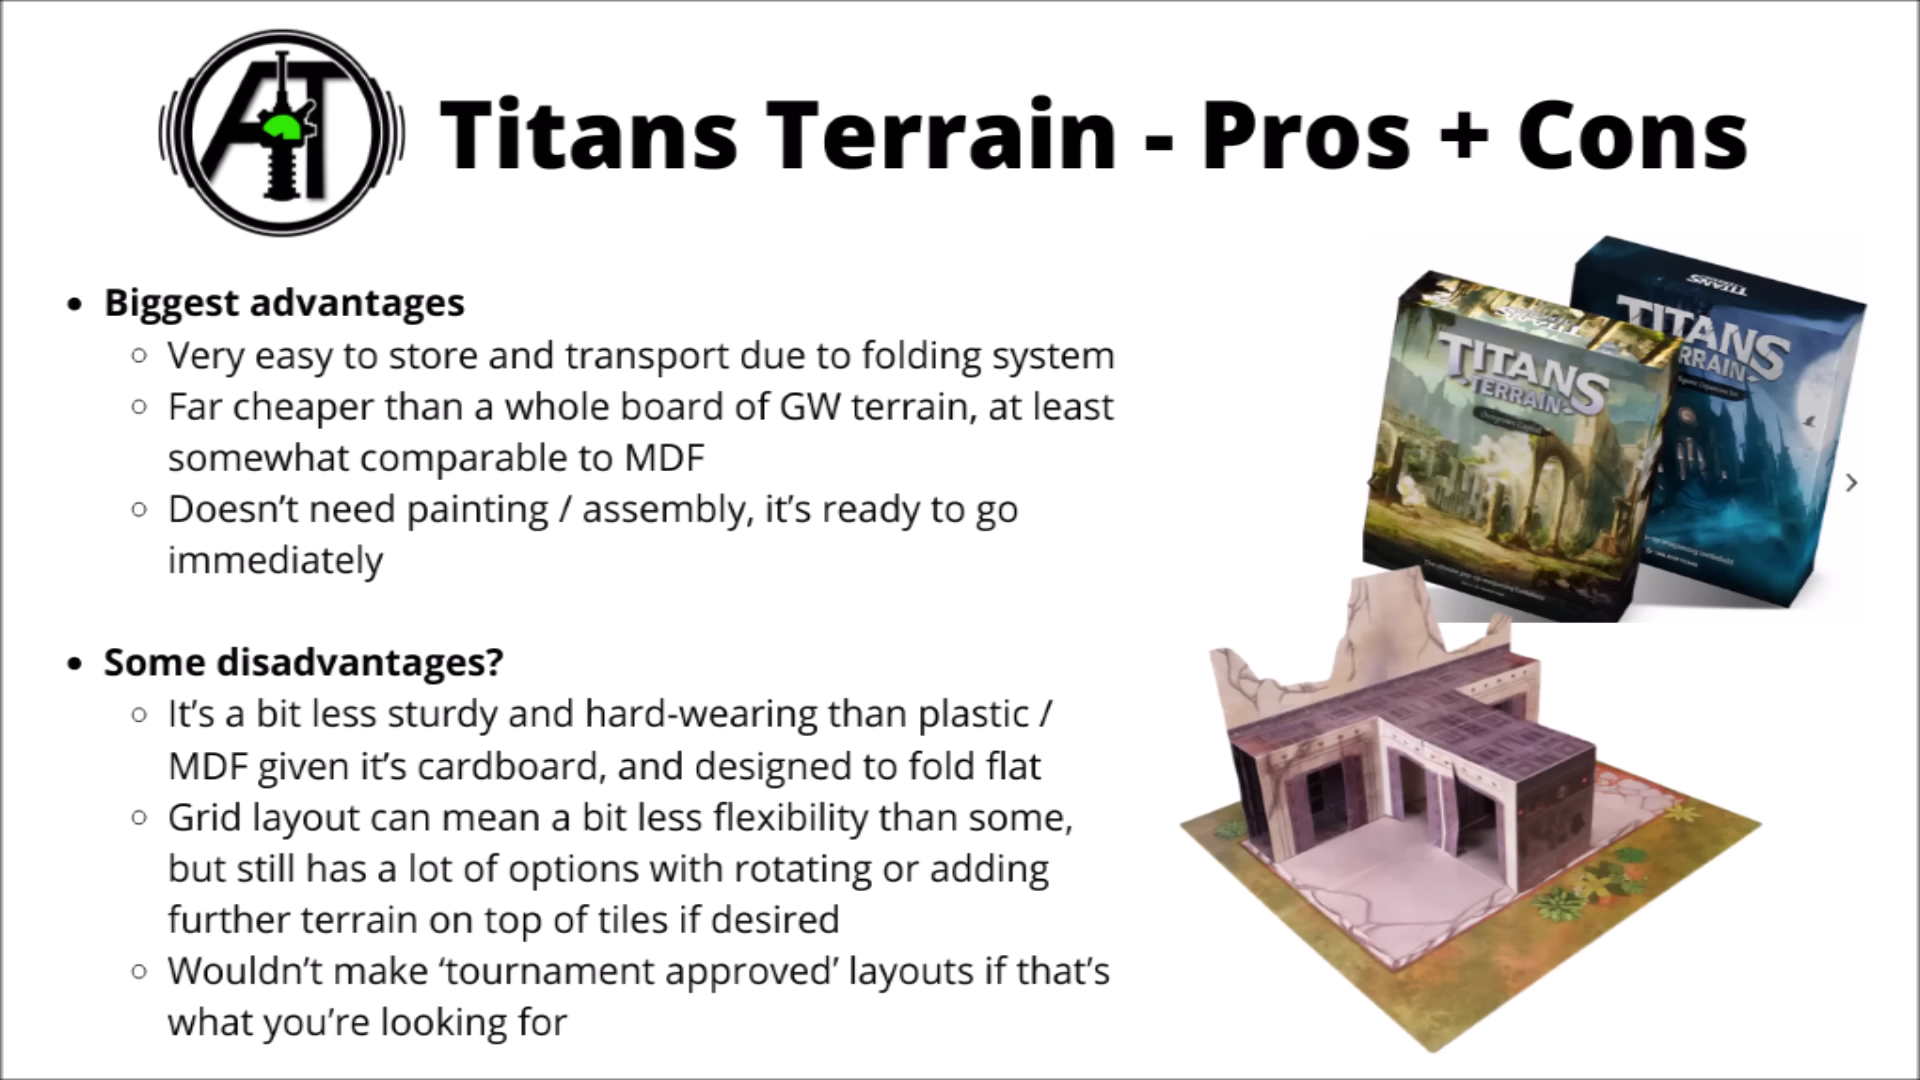 AT
Titans Terrain - Pros + Cons
• Biggest advantages
○ Very easy to store and transport due to folding system
○ Far cheaper than a whole board of GW terrain, at least
somewhat comparable to MDF
○ Doesn’t need painting / assembly, it’s ready to go
immediately
• Some disadvantages?
○ It’s a bit less sturdy and hard-wearing than plastic /
MDF given it’s cardboard, and designed to fold flat
○ Grid layout can mean a bit less flexibility than some,
but still has a lot of options with rotating or adding
further terrain on top of tiles if desired
○ Wouldn’t make ‘tournament approved’ layouts if that’s
what you’re looking for
TITANS
TITANS
RRAIN
TITANS
TERRAIN